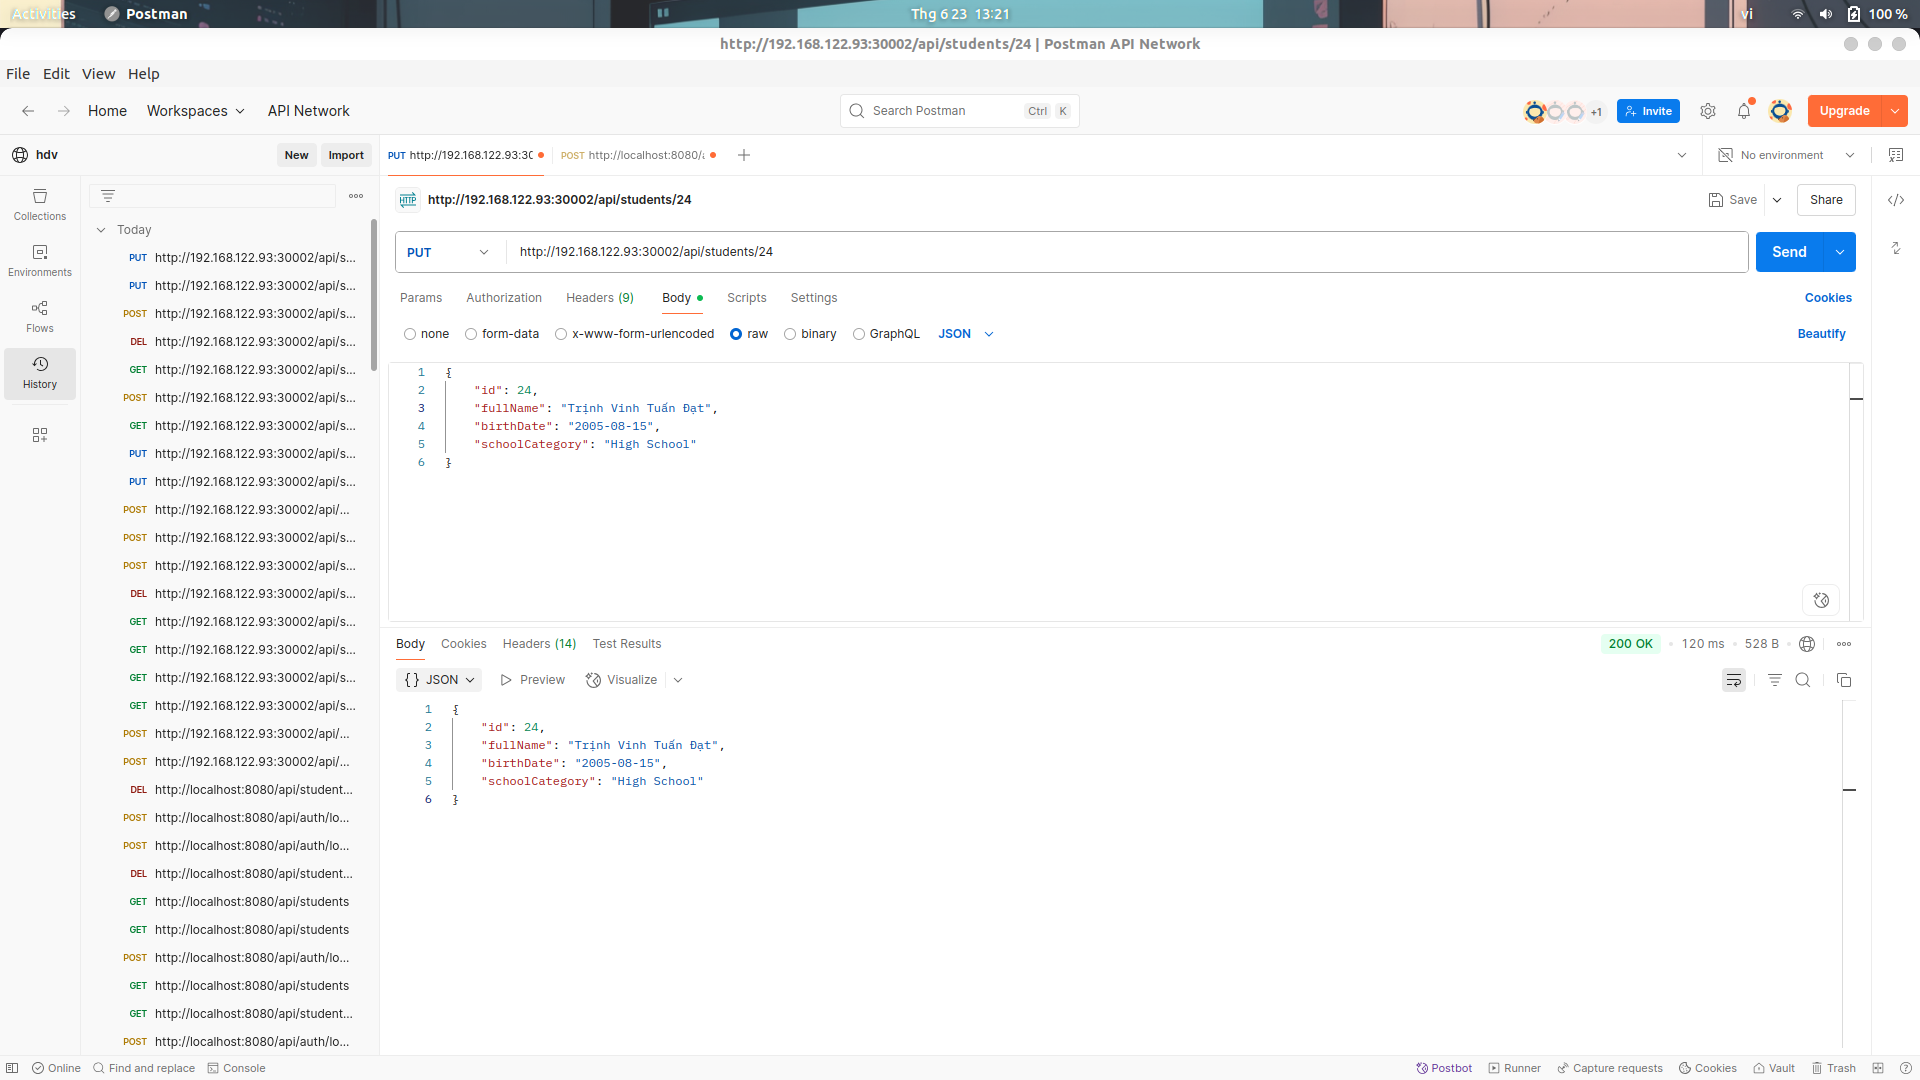 Activities Postman Thg 6 23 13:21 vi 100 %
http://192.168.122.93:30002/api/students/24 | Postman API Network
File Edit View Help
Home Workspaces API Network Search Postman Ctrl K +1 Invite Upgrade
hdv New Import
PUT http://192.168.122.93:30 POST http://localhost:8080/ No environment
Collections
Environments
Flows
History
Today
PUT http://192.168.122.93:30002/api/s...
PUT http://192.168.122.93:30002/api/s...
POST http://192.168.122.93:30002/api/s...
DEL http://192.168.122.93:30002/api/s...
GET http://192.168.122.93:30002/api/s...
POST http://192.168.122.93:30002/api/s...
GET http://192.168.122.93:30002/api/s...
PUT http://192.168.122.93:30002/api/s...
PUT http://192.168.122.93:30002/api/s...
POST http://192.168.122.93:30002/api/...
POST http://192.168.122.93:30002/api/s...
POST http://192.168.122.93:30002/api/s...
DEL http://192.168.122.93:30002/api/s...
GET http://192.168.122.93:30002/api/s...
GET http://192.168.122.93:30002/api/s...
GET http://192.168.122.93:30002/api/s...
GET http://192.168.122.93:30002/api/s...
POST http://192.168.122.93:30002/api/...
POST http://192.168.122.93:30002/api/...
DEL http://localhost:8080/api/student...
POST http://localhost:8080/api/auth/lo...
POST http://localhost:8080/api/auth/lo...
DEL http://localhost:8080/api/student...
GET http://localhost:8080/api/students
GET http://localhost:8080/api/students
POST http://localhost:8080/api/auth/lo...
GET http://localhost:8080/api/students
GET http://localhost:8080/api/student...
POST http://localhost:8080/api/auth/lo...
HTTP http://192.168.122.93:30002/api/students/24 Save Share
PUT http://192.168.122.93:30002/api/students/24 Send
Params Authorization Headers (9) Body Scripts Settings Cookies
none form-data x-www-form-urlencoded raw binary GraphQL JSON Beautify
1 {
2 "id": 24,
3 "fullName": "Trịnh Vinh Tuấn Đạt",
4 "birthDate": "2005-08-15",
5 "schoolCategory": "High School"
6 }
Body Cookies Headers (14) Test Results 200 OK 120 ms 528 B
{} JSON Preview Visualize
1 {
2 "id": 24,
3 "fullName": "Trịnh Vinh Tuấn Đạt",
4 "birthDate": "2005-08-15",
5 "schoolCategory": "High School"
6 }
Online Find and replace Console Postbot Runner Capture requests Cookies Vault Trash